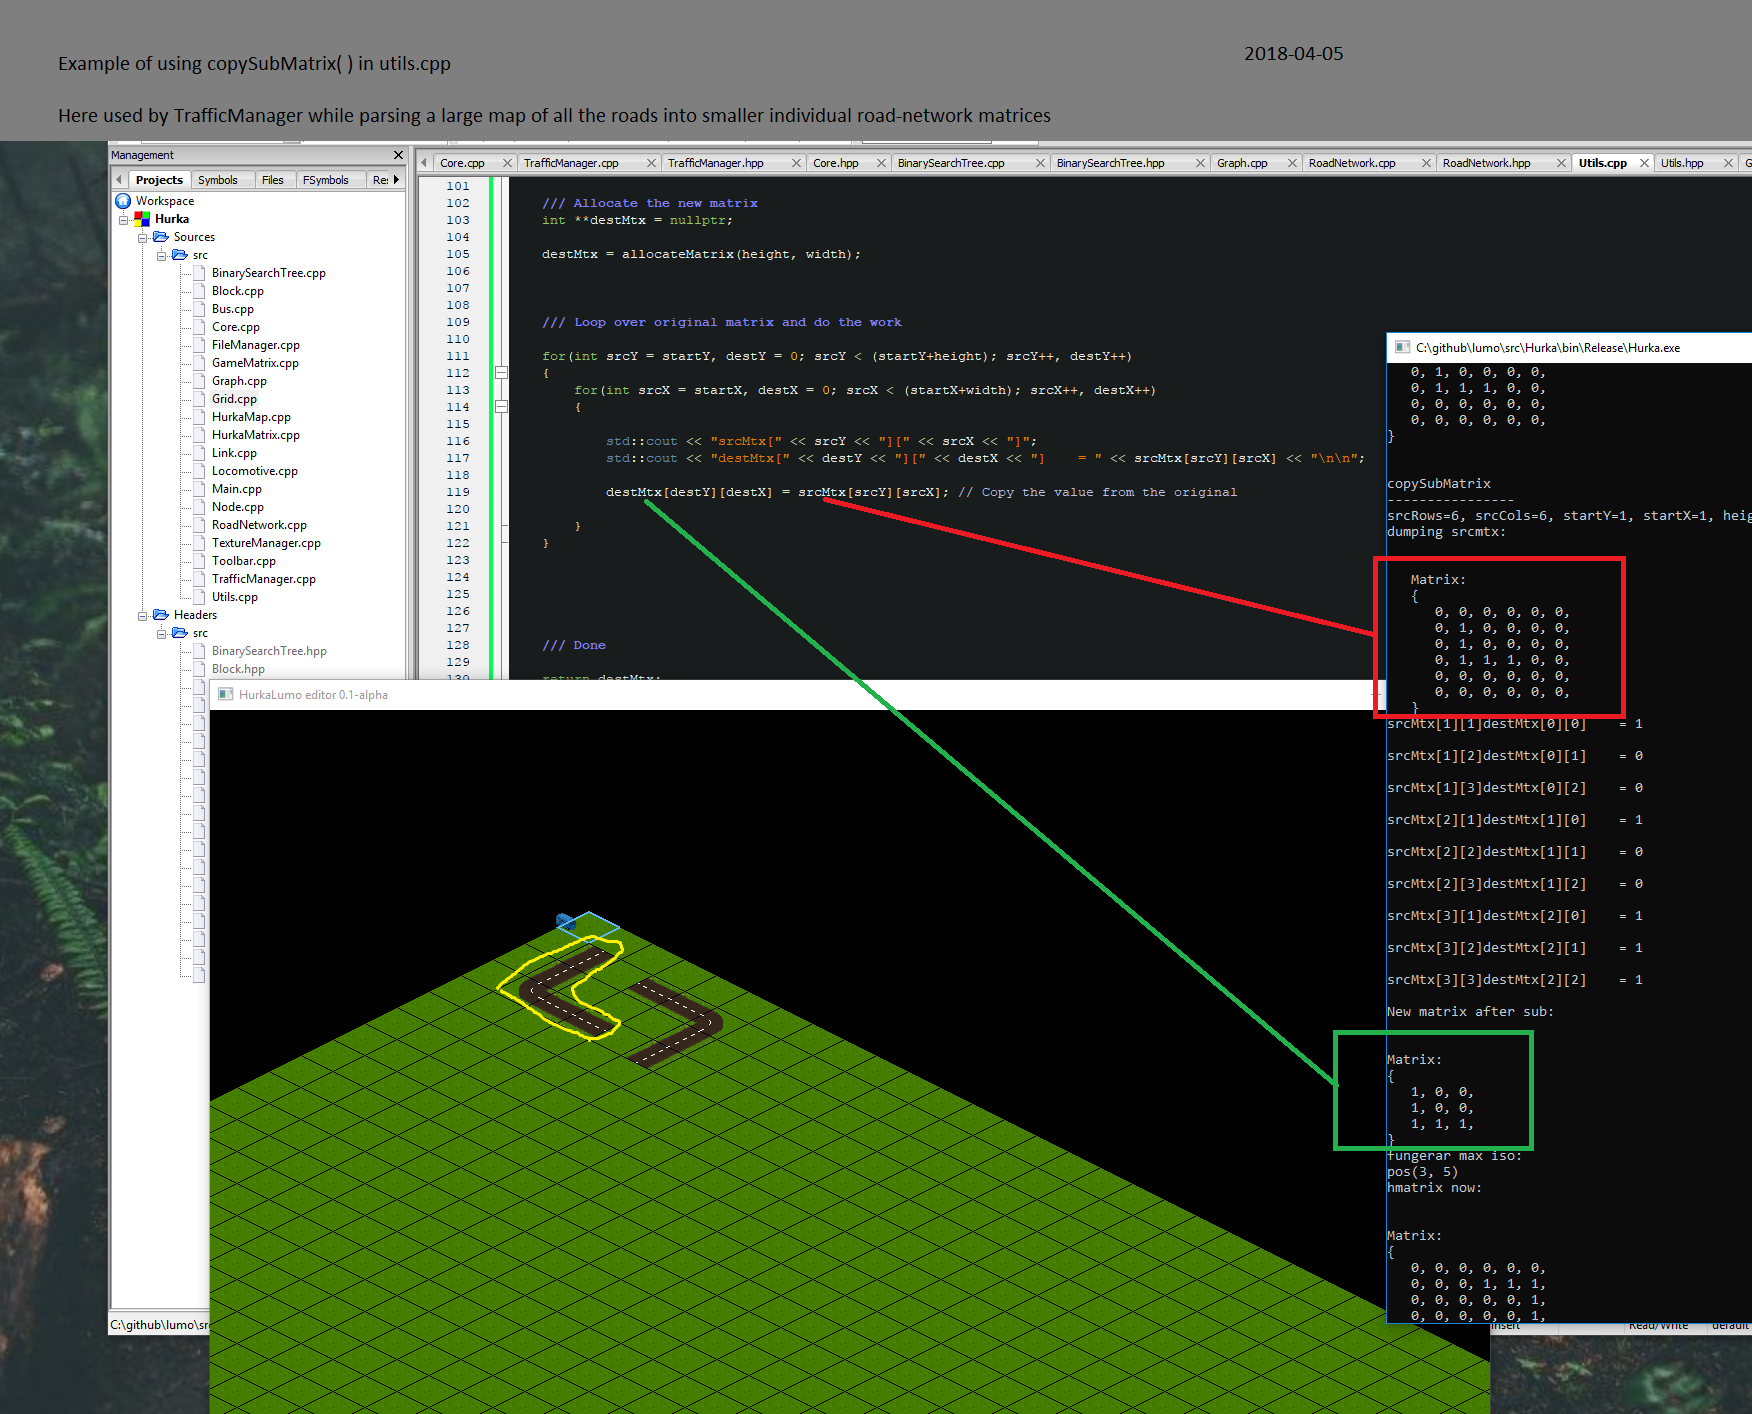 Example of using copySubMatrix( ) in utils.cpp
2018-04-05
Here used by TrafficManager while parsing a large map of all the roads into smaller individual road-network matrices
Management
Projects Symbols Files FSymbols
Workspace
Hurka
Sources
src
BinarySearchTree.cpp
Block.cpp
Bus.cpp
Core.cpp
FileManager.cpp
GameMatrix.cpp
Graph.cpp
Grid.cpp
HurkaMap.cpp
HurkaMatrix.cpp
Link.cpp
Locomotive.cpp
Main.cpp
Node.cpp
RoadNetwork.cpp
TextureManager.cpp
Toolbar.cpp
TrafficManager.cpp
Utils.cpp
Headers
src
BinarySearchTree.hpp
Block.hpp
C:\github\lumo\src
Core.cpp TrafficManager.cpp TrafficManager.hpp Core.hpp BinarySearchTree.cpp BinarySearchTree.hpp Graph.cpp RoadNetwork.cpp RoadNetwork.hpp Utils.cpp Utils.hpp
101
102 /// Allocate the new matrix
103 int **destMtx = nullptr;
104
105 destMtx = allocateMatrix(height, width);
106
107
108
109 /// Loop over original matrix and do the work
110
111 for(int srcY = startY, destY = 0; srcY < (startY+height); srcY++, destY++)
112 {
113 for(int srcX = startX, destX = 0; srcX < (startX+width); srcX++, destX++)
114 {
115
116 std::cout << "srcMtx[" << srcY << "][" << srcX << "]";
117 std::cout << "destMtx[" << destY << "][" << destX << "]    = " << srcMtx[srcY][srcX] << "\n\n";
118
119 destMtx[destY][destX] = srcMtx[srcY][srcX]; // Copy the value from the original
120
121 }
122 }
123
124
125
126
127
128 /// Done
129
130 return destMtx;
HurkaLumo editor 0.1-alpha
C:\github\lumo\src\Hurka\bin\Release\Hurka.exe
0, 1, 0, 0, 0, 0,
0, 1, 1, 1, 0, 0,
0, 0, 0, 0, 0, 0,
0, 0, 0, 0, 0, 0,
}
copySubMatrix
----------------
srcRows=6, srcCols=6, startY=1, startX=1, heig
dumping srcmtx:
Matrix:
{
0, 0, 0, 0, 0, 0,
0, 1, 0, 0, 0, 0,
0, 1, 0, 0, 0, 0,
0, 1, 1, 1, 0, 0,
0, 0, 0, 0, 0, 0,
0, 0, 0, 0, 0, 0,
}
srcMtx[1][1]destMtx[0][0]    = 1
srcMtx[1][2]destMtx[0][1]    = 0
srcMtx[1][3]destMtx[0][2]    = 0
srcMtx[2][1]destMtx[1][0]    = 1
srcMtx[2][2]destMtx[1][1]    = 0
srcMtx[2][3]destMtx[1][2]    = 0
srcMtx[3][1]destMtx[2][0]    = 1
srcMtx[3][2]destMtx[2][1]    = 1
srcMtx[3][3]destMtx[2][2]    = 1
New matrix after sub:
Matrix:
{
1, 0, 0,
1, 0, 0,
1, 1, 1,
}
fungerar max iso:
pos(3, 5)
hmatrix now:
Matrix:
{
0, 0, 0, 0, 0, 0,
0, 0, 0, 1, 1, 1,
0, 0, 0, 0, 0, 1,
0, 0, 0, 0, 0, 1,
Insert Read/Write default